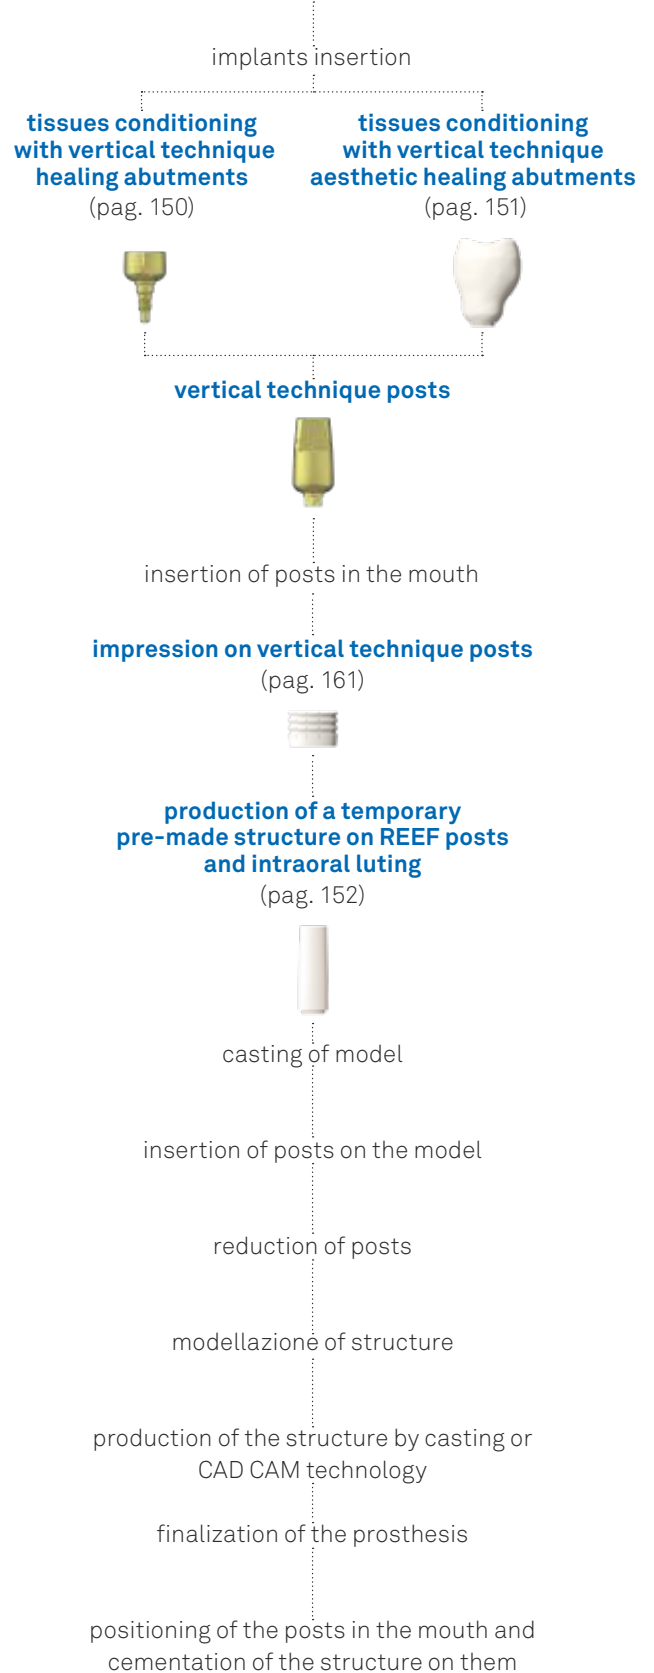 implants insertion
tissues conditioning
with vertical technique
healing abutments
(pag. 150)
tissues conditioning
with vertical technique
aesthetic healing abutments
(pag. 151)
vertical technique posts
insertion of posts in the mouth
impression on vertical technique posts
(pag. 161)
production of a temporary
pre-made structure on REEF posts
and intraoral luting
(pag. 152)
casting of model
insertion of posts on the model
reduction of posts
modellazione of structure
production of the structure by casting or
CAD CAM technology
finalization of the prosthesis
positioning of the posts in the mouth and
cementation of the structure on them